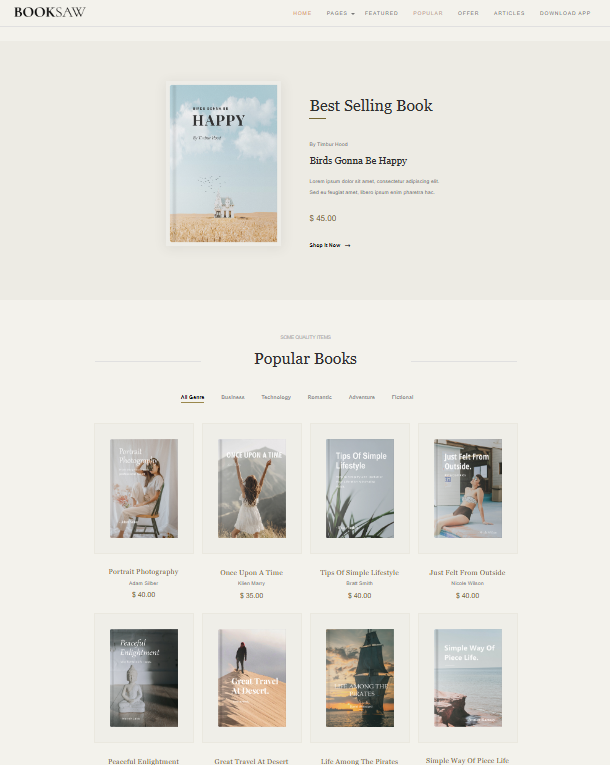 BOOKSAW
HOME PAGES FEATURED POPULAR OFFER ARTICLES DOWNLOAD APP
BIRDS GONNA BE
HAPPY
By Timbur Hood
Best Selling Book
By Timbur Hood
Birds Gonna Be Happy
Lorem ipsum dolor sit amet, consectetur adipiscing elit.
Sed eu feugiat amet, libero ipsum enim pharetra hac.
$ 45.00
Shop It Now →
SOME QUALITY ITEMS
Popular Books
All Genre Business Technology Romantic Adventure Fictional
Portrait
Photography
ONCE UPON A TIME
Tips Of Simple
Lifestyle
Just Felt From
Outside.
Portrait Photography
Adam Silber
$ 40.00
Once Upon A Time
Klien Marry
$ 35.00
Tips Of Simple Lifestyle
Bratt Smith
$ 40.00
Just Felt From Outside
Nicole Wilson
$ 40.00
Peaceful
Enlightment
Great Travel
At Desert.
LIFE AMONG THE
PIRATES
Simple Way Of
Piece Life.
Peaceful Enlightment
Great Travel At Desert
Life Among The Pirates
Simple Way Of Piece Life